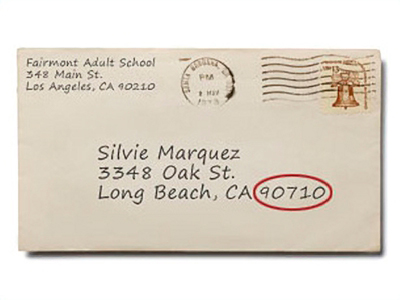 Fairmont Adult School
348 Main St.
Los Angeles, CA 90210
PM
Silvie Marquez
3348 Oak St.
Long Beach, CA 90710